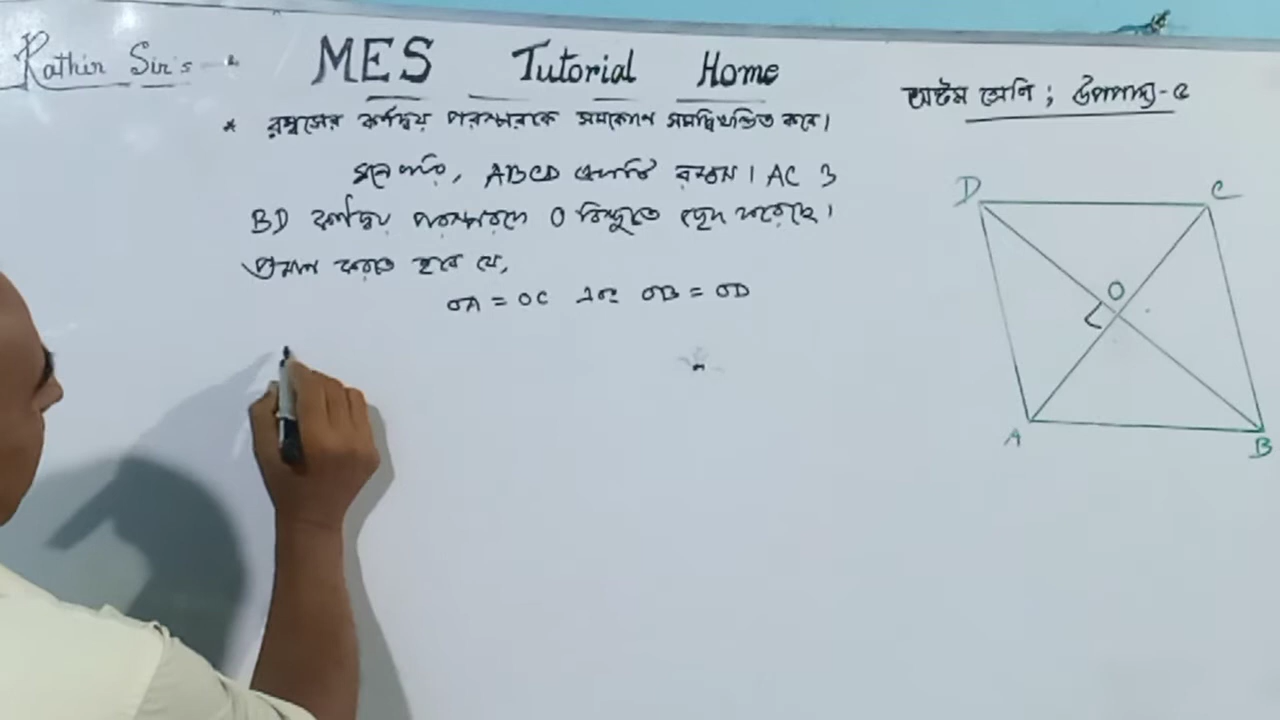 Rathin Sir's
MES Tutorial Home
অষ্টম শ্রেণি ; উপপাদ্য - ৫
* রম্বসের কর্ণদ্বয় পরস্পরকে সমকোণে সমদ্বিখণ্ডিত করে।
মনে করি, ABCD একটি রম্বস। AC ও
BD কর্ণদ্বয় পরস্পরকে O বিন্দুতে ছেদ করেছে।
প্রমাণ করতে হবে যে,
OA = OC এবং OB = OD
D
C
O
A
B